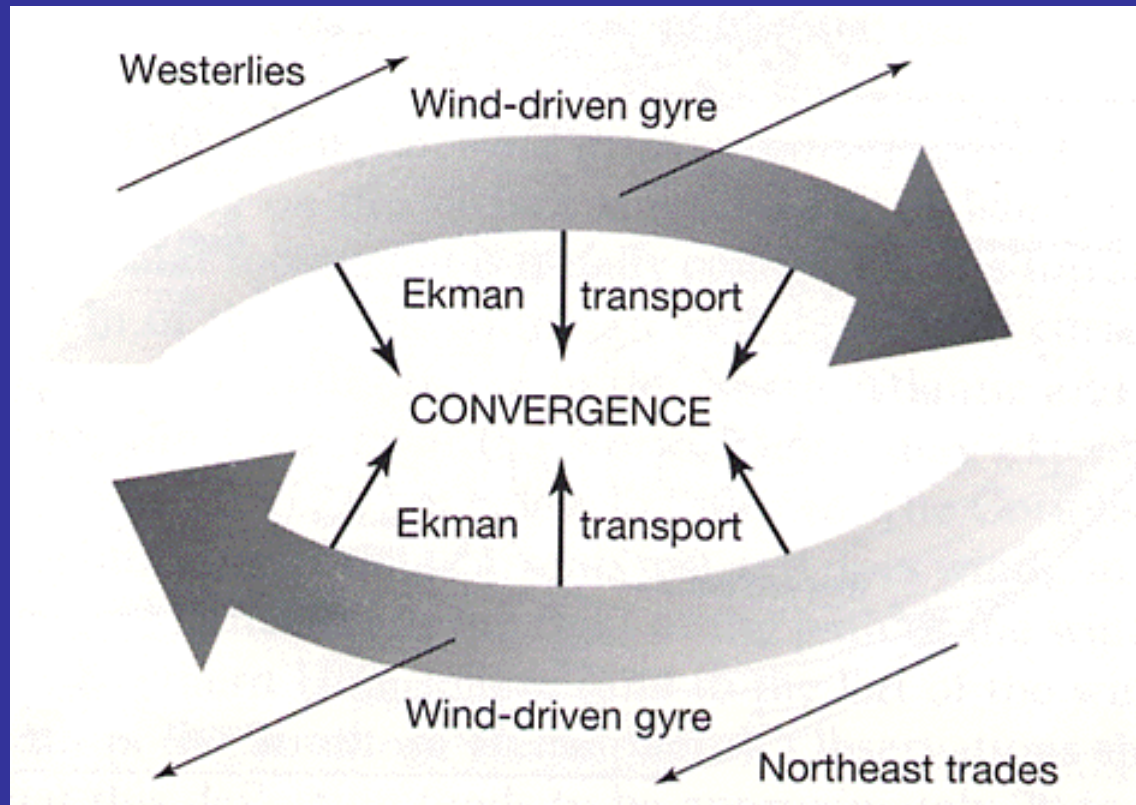 Westerlies
Wind-driven gyre
Ekman transport
CONVERGENCE
Ekman transport
Wind-driven gyre
Northeast trades